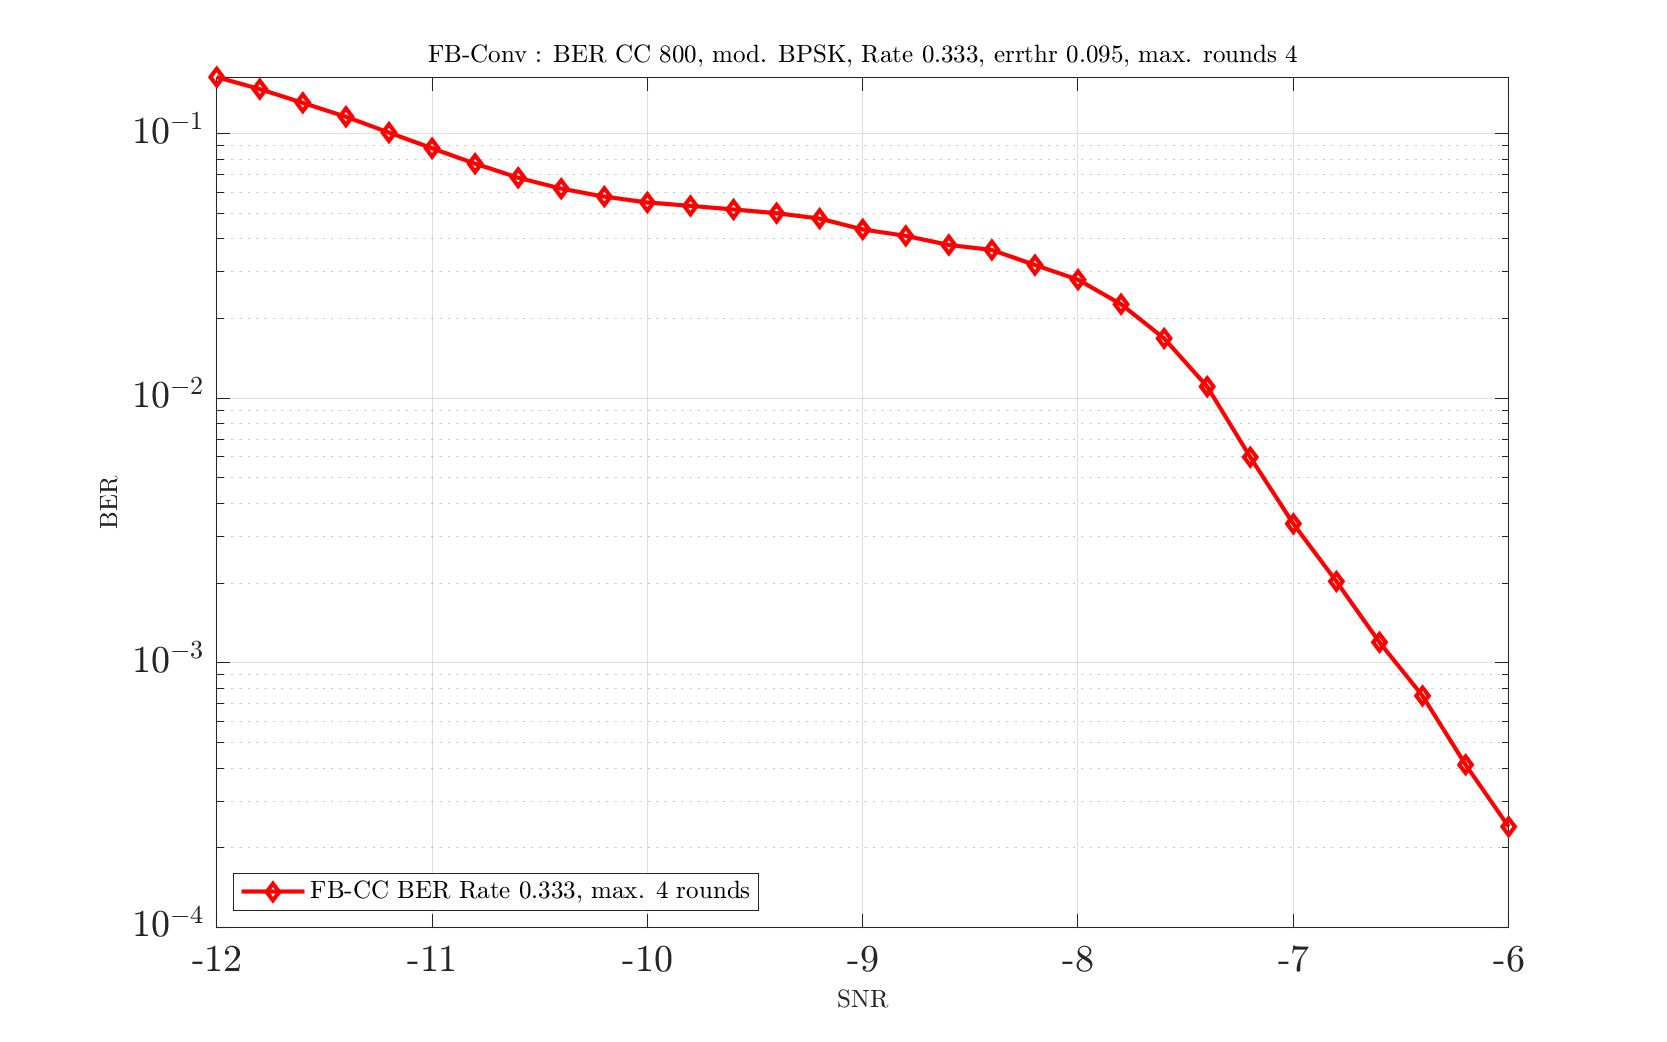 FB-Conv : BER CC 800, mod. BPSK, Rate 0.333, errthr 0.095, max. rounds 4
10^−1
10^−2
10^−3
10^−4
BER
FB-CC BER Rate 0.333, max. 4 rounds
-12 -11 -10 -9 -8 -7 -6
SNR